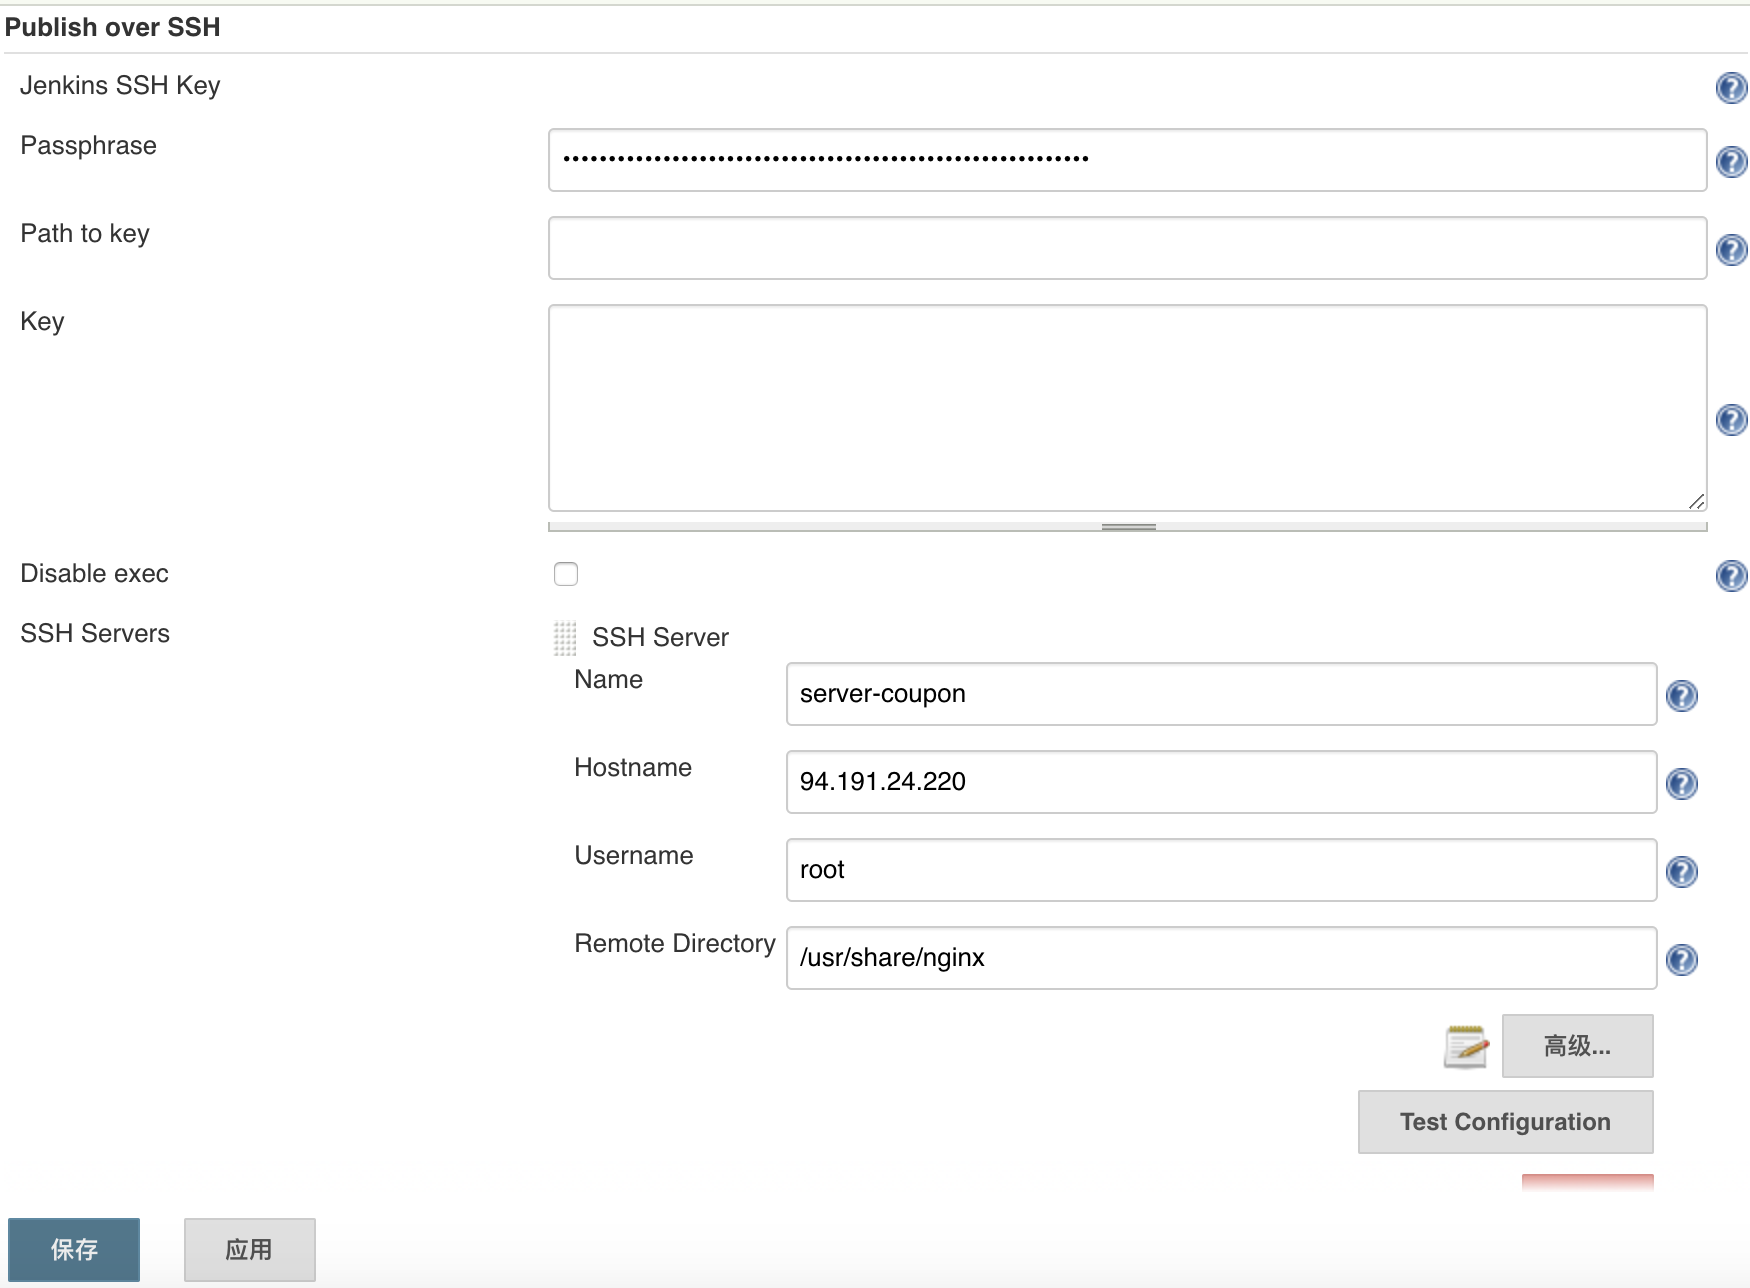 Publish over SSH
Jenkins SSH Key
Passphrase
Path to key
Key
Disable exec
SSH Servers
SSH Server
Name
server-coupon
Hostname
94.191.24.220
Username
root
Remote Directory
/usr/share/nginx
高级...
Test Configuration
保存
应用